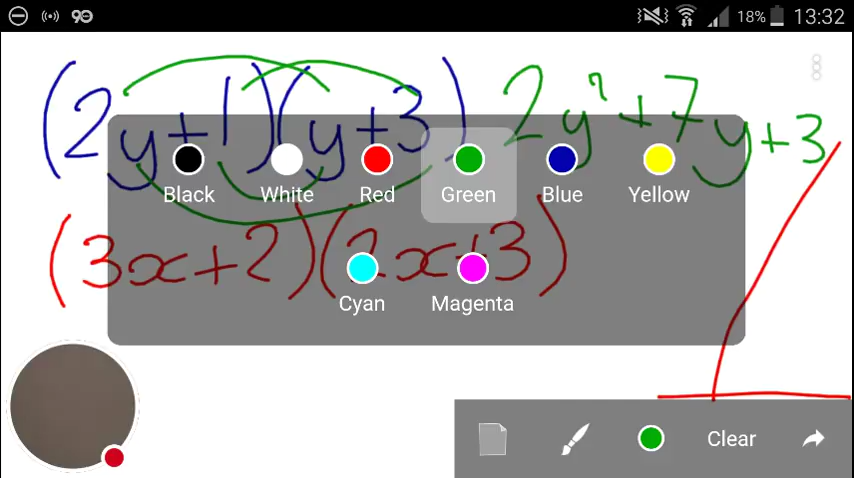 18% 13:32
(2y+1)(y+3) 2y²+7y+3
Black White Red Green Blue Yellow
(3x+2)(2x+3)
Cyan Magenta
Clear